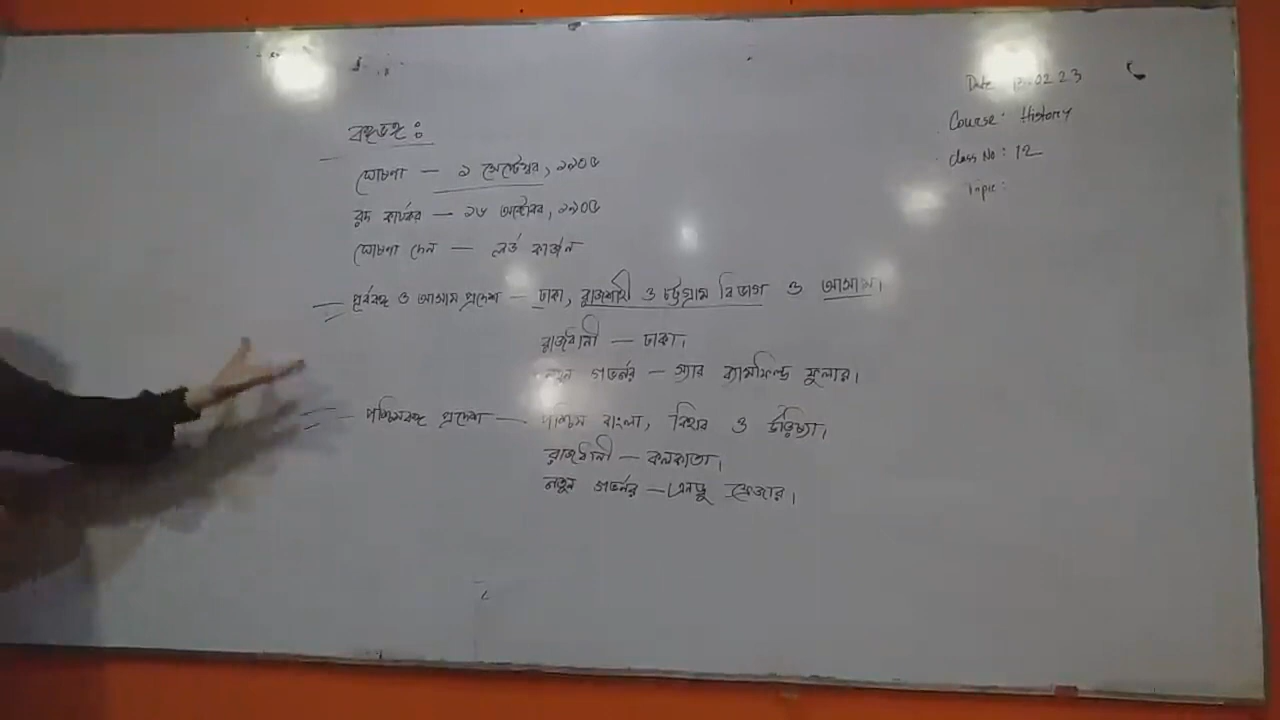 Date 13.02.23
Course: History
Class No: 12
Topic:
বঙ্গভঙ্গ :
ঘোষণা — ১ সেপ্টেম্বর, ১৯০৫
কার্যকর — ১৬ অক্টোবর, ১৯০৫
ঘোষণা দেন — লর্ড কার্জন
পূর্ববঙ্গ ও আসাম প্রদেশ — ঢাকা, রাজশাহী ও চট্টগ্রাম বিভাগ ও আসাম।
রাজধানী — ঢাকা।
নতুন গভর্নর — স্যার ব্যামফিল্ড ফুলার।
পশ্চিমবঙ্গ প্রদেশ — পশ্চিম বাংলা, বিহার ও উড়িষ্যা।
রাজধানী — কলকাতা।
নতুন গভর্নর — এনড্রু ফ্রেজার।